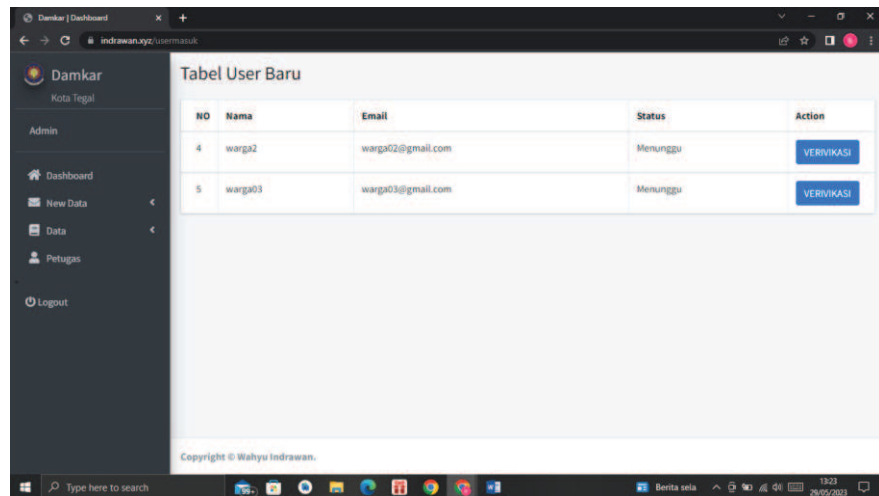 Damkar | Dashboard
indrawan.xyz/usermasuk
Damkar
Kota Tegal
Admin
Dashboard
New Data
Data
Petugas
Logout
Tabel User Baru
NO Nama Email Status Action
4 warga2 warga02@gmail.com Menunggu VERIVIKASI
5 warga03 warga03@gmail.com Menunggu VERIVIKASI
Copyright © Wahyu Indrawan.
Type here to search
Berita sela
13:23
29/05/2023